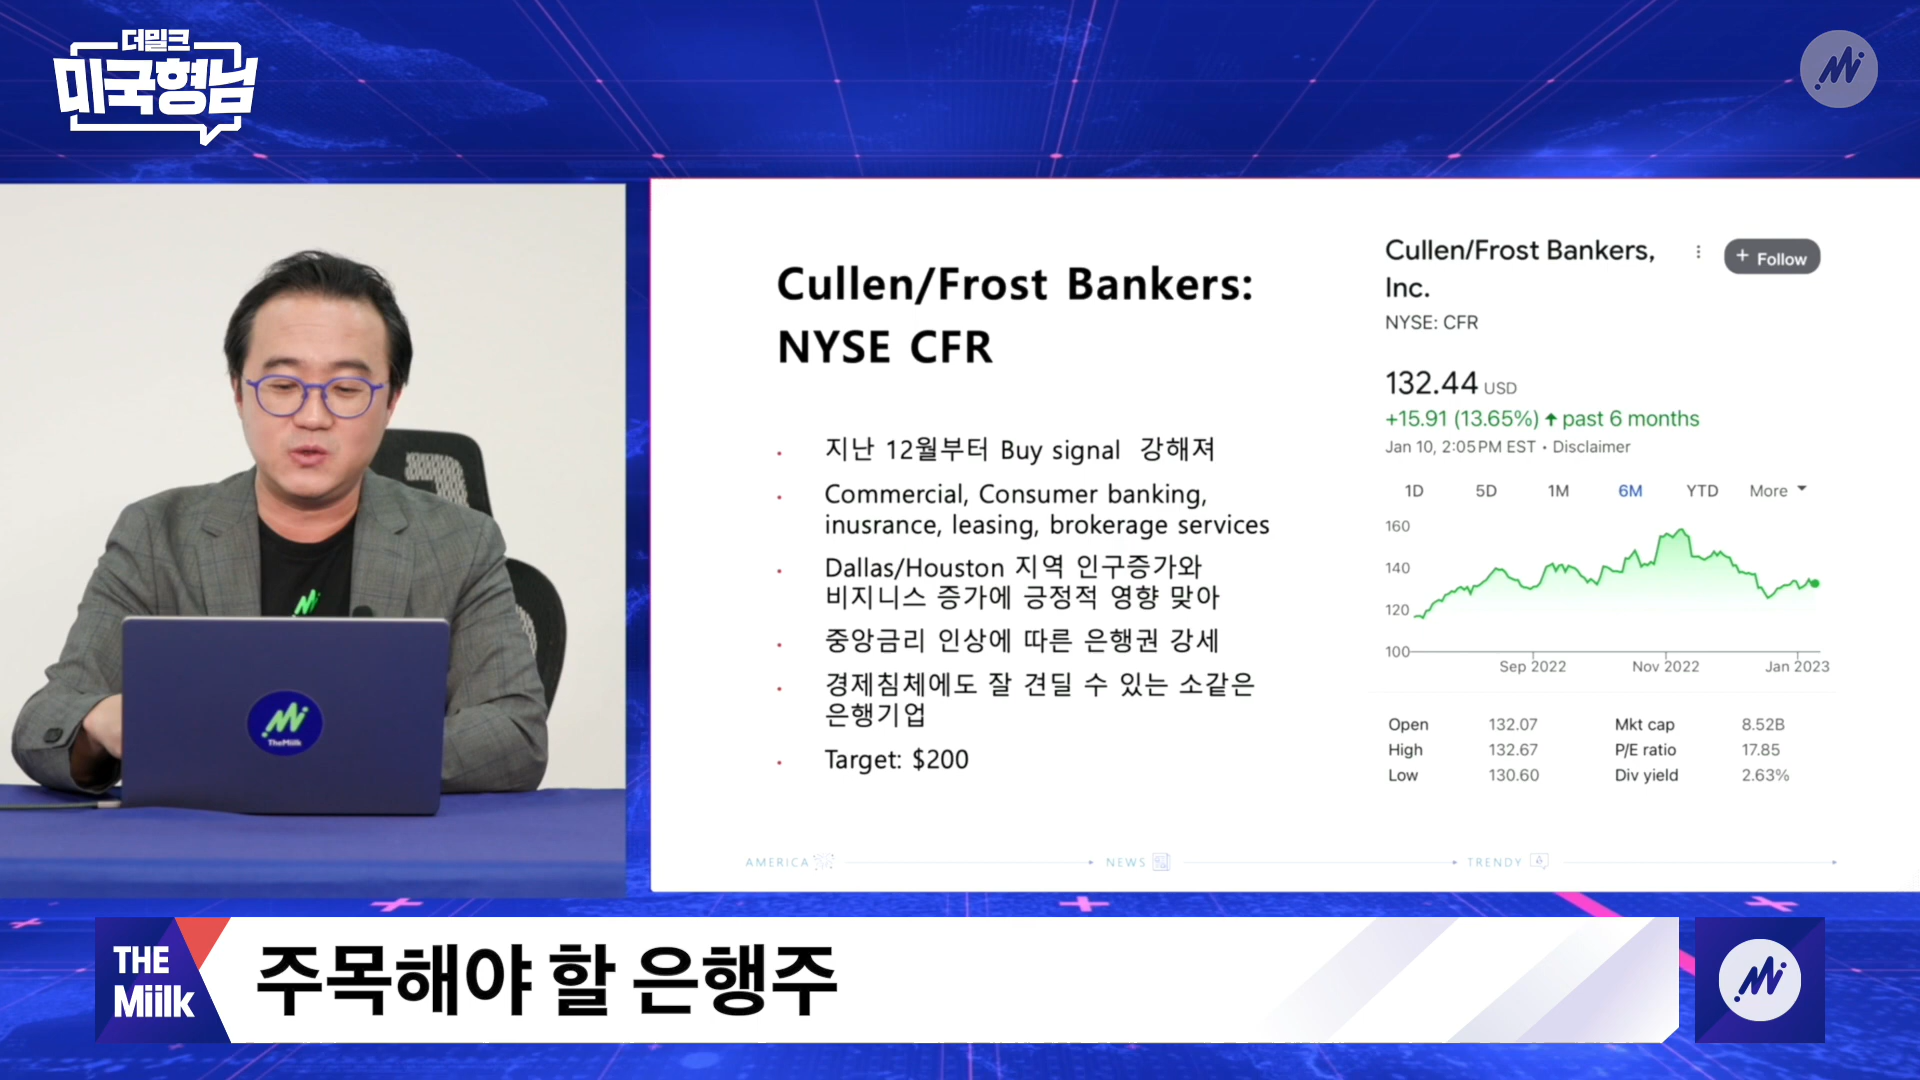 더밀크
미국형님
Cullen/Frost Bankers:
NYSE CFR
지난 12월부터 Buy signal 강해져
Commercial, Consumer banking,
inusrance, leasing, brokerage services
Dallas/Houston 지역 인구증가와
비지니스 증가에 긍정적 영향 맞아
중앙금리 인상에 따른 은행권 강세
경제침체에도 잘 견딜 수 있는 소같은
은행기업
Target: $200
Cullen/Frost Bankers,
Inc.
+ Follow
NYSE: CFR
132.44 USD
+15.91 (13.65%) ↑ past 6 months
Jan 10, 2:05 PM EST • Disclaimer
1D 5D 1M 6M YTD More
160
140
120
100
Sep 2022 Nov 2022 Jan 2023
Open 132.07 Mkt cap 8.52B
High 132.67 P/E ratio 17.85
Low 130.60 Div yield 2.63%
AMERICA NEWS TRENDY
TheMiilk
THE
Miilk
주목해야 할 은행주